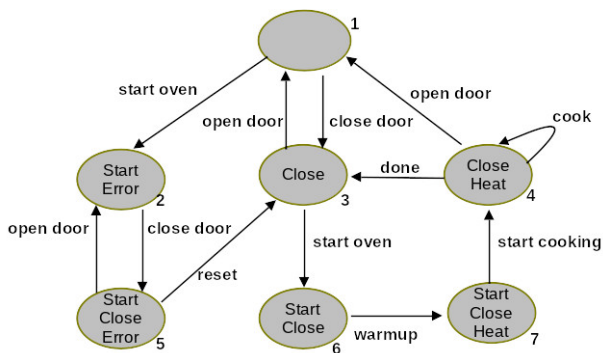 1
start oven
open door
close door
open door
cook
Start
Error
2
Close
3
done
Close
Heat
4
open door
close door
reset
start oven
start cooking
Start
Close
Error
5
Start
Close
6
warmup
Start
Close
Heat
7